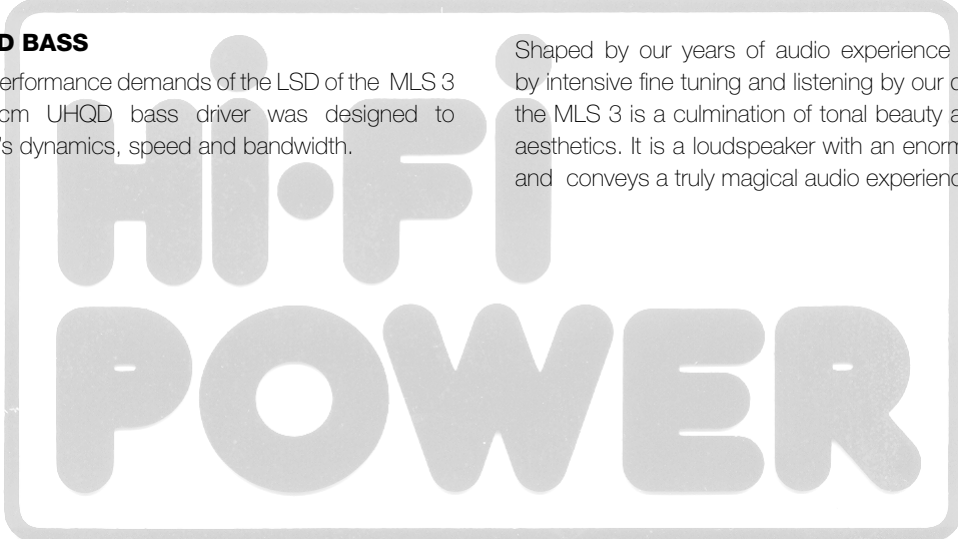 D BASS
erformance demands of the LSD of the MLS 3
cm UHQD bass driver was designed to
's dynamics, speed and bandwidth.
Shaped by our years of audio experience
by intensive fine tuning and listening by our
the MLS 3 is a culmination of tonal beauty
aesthetics. It is a loudspeaker with an
and conveys a truly magical audio
Hi•Fi
POWER